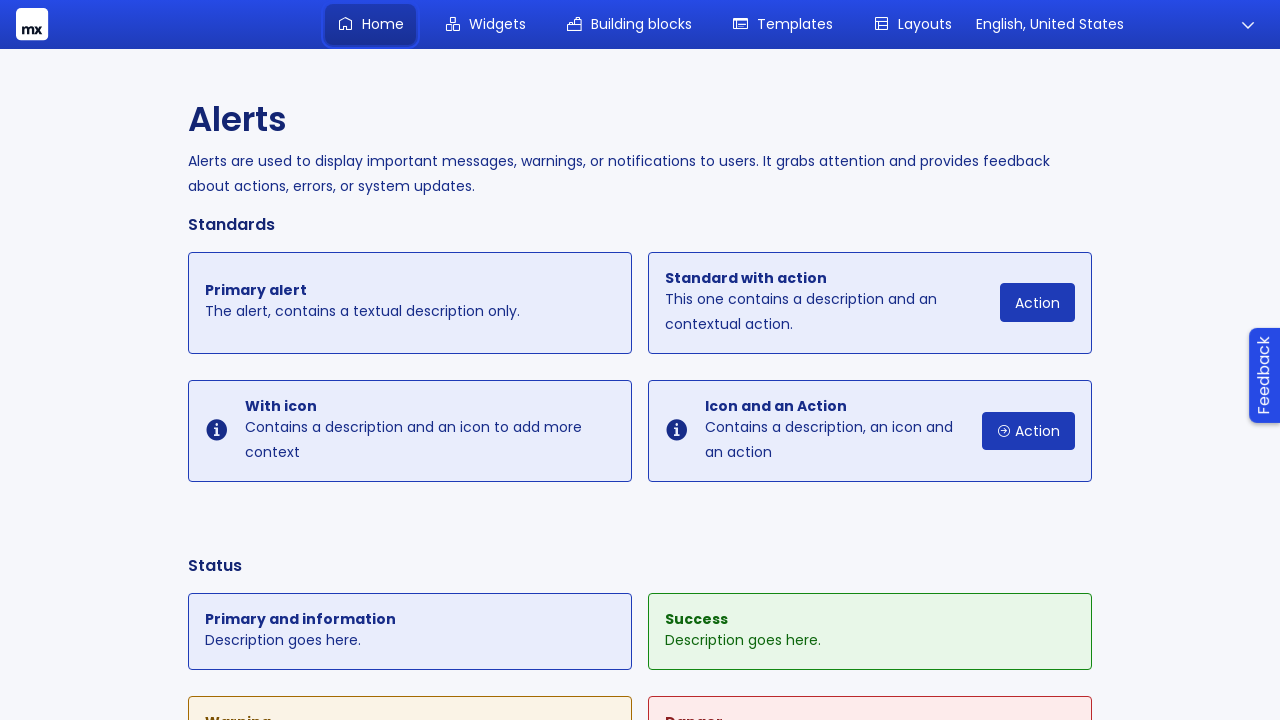 mx
Home
Widgets
Building blocks
Templates
Layouts
English, United States
Alerts
Alerts are used to display important messages, warnings, or notifications to users. It grabs attention and provides feedback
about actions, errors, or system updates.
Standards
Primary alert
The alert, contains a textual description only.
Standard with action
This one contains a description and an
contextual action.
Action
With icon
Contains a description and an icon to add more
context
Icon and an Action
Contains a description, an icon and
an action
Action
Feedback
Status
Primary and information
Description goes here.
Success
Description goes here.
Warning
Danger